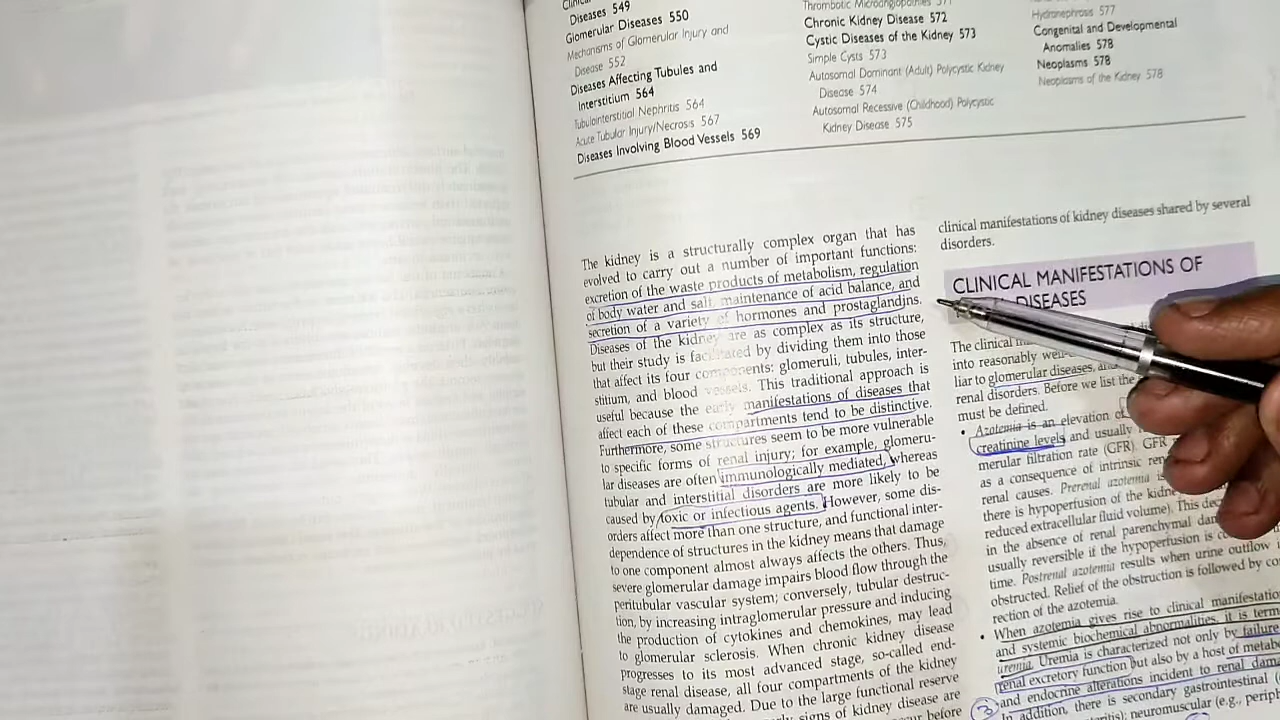 Diseases 549
Glomerular Diseases 550
Mechanisms of Glomerular Injury and
Disease 552
Diseases Affecting Tubules and
Interstitium 564
Tubulointerstitial Nephritis 564
Acute Tubular Injury/Necrosis 567
Diseases Involving Blood Vessels 569
Thrombotic Microangiopathies 571
Chronic Kidney Disease 572
Cystic Diseases of the Kidney 573
Simple Cysts 573
Autosomal Dominant (Adult) Polycystic Kidney
Disease 574
Autosomal Recessive (Childhood) Polycystic
Kidney Disease 575
Hydronephrosis 577
Congenital and Developmental
Anomalies 578
Neoplasms 578
Neoplasms of the Kidney 578
The kidney is a structurally complex organ that has
evolved to carry out a number of important functions:
excretion of the waste products of metabolism, regulation
of body water and salt, maintenance of acid balance, and
secretion of a variety of hormones and prostaglandins.
Diseases of the kidney are as complex as its structure,
but their study is facilitated by dividing them into those
that affect its four components: glomeruli, tubules, inter-
stitium, and blood vessels. This traditional approach is
useful because the early manifestations of diseases that
affect each of these compartments tend to be distinctive.
Furthermore, some structures seem to be more vulnerable
to specific forms of renal injury; for example, glomeru-
lar diseases are often immunologically mediated, whereas
tubular and interstitial disorders are more likely to be
caused by toxic or infectious agents. However, some dis-
orders affect more than one structure, and functional inter-
dependence of structures in the kidney means that damage
to one component almost always affects the others. Thus,
severe glomerular damage impairs blood flow through the
peritubular vascular system; conversely, tubular destruc-
tion, by increasing intraglomerular pressure and inducing
the production of cytokines and chemokines, may lead
to glomerular sclerosis. When chronic kidney disease
progresses to its most advanced stage, so-called end-
stage renal disease, all four compartments of the kidney
are usually damaged. Due to the large functional reserve
signs of kidney disease are
before
clinical manifestations of kidney diseases shared by several
disorders.
CLINICAL MANIFESTATIONS OF
DISEASES
The clinical
into reasonably
liar to glomerular diseases,
renal disorders. Before we list the
must be defined.
• Azotemia is an elevation of
creatinine levels and usually
merular filtration rate (GFR). GFR
as a consequence of intrinsic
renal causes. Prerenal azotemia
there is hypoperfusion of the
reduced extracellular fluid volume). This
in the absence of renal parenchymal
usually reversible if the hypoperfusion is
time. Postrenal azotemia results when urine outflow
obstructed. Relief of the obstruction is followed by
rection of the azotemia.
• When azotemia gives rise to clinical
and systemic biochemical abnormalities, it is
uremia. Uremia is characterized not only by failure
renal excretory function but also by a host of
and endocrine alterations incident to renal
In addition, there is secondary gastrointestinal
neuromuscular (e.g.,